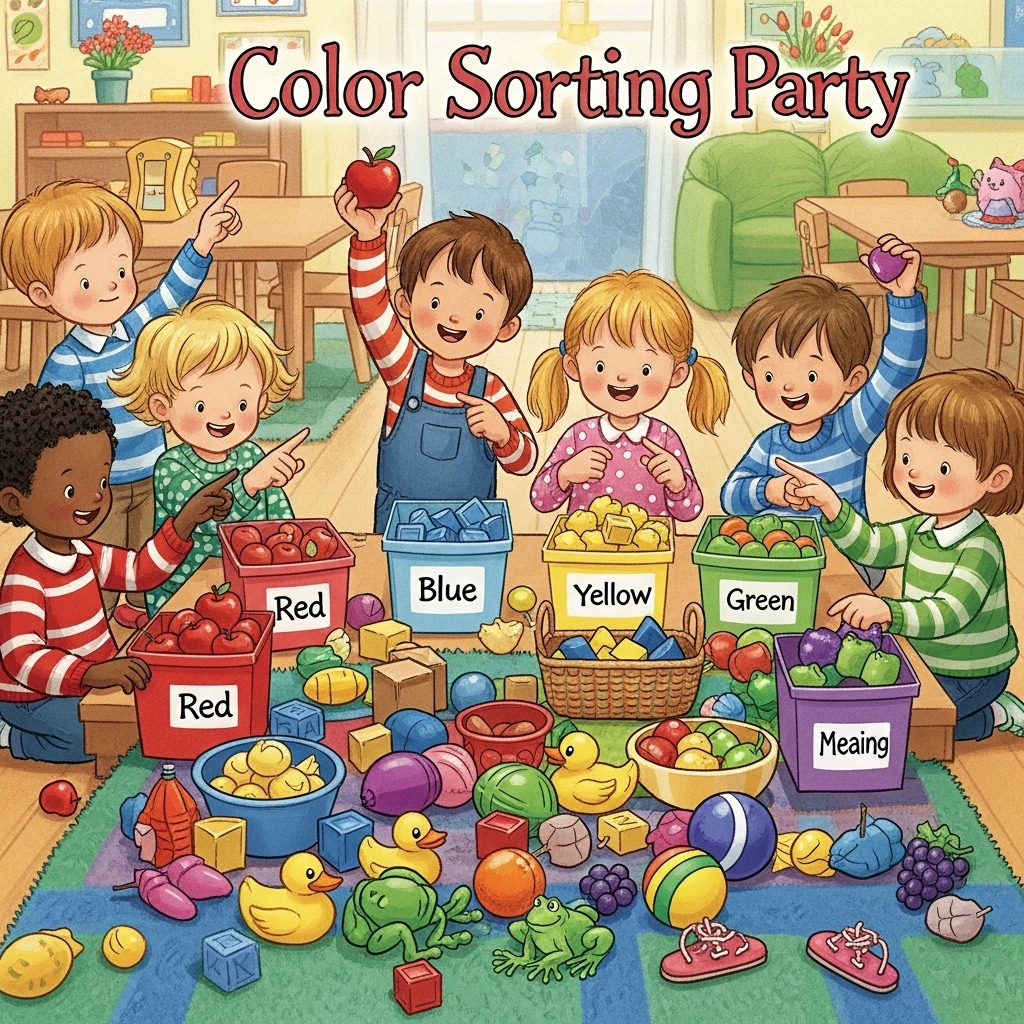 Color Sorting Party
Red
Blue
Yellow
Green
Red
Meaing